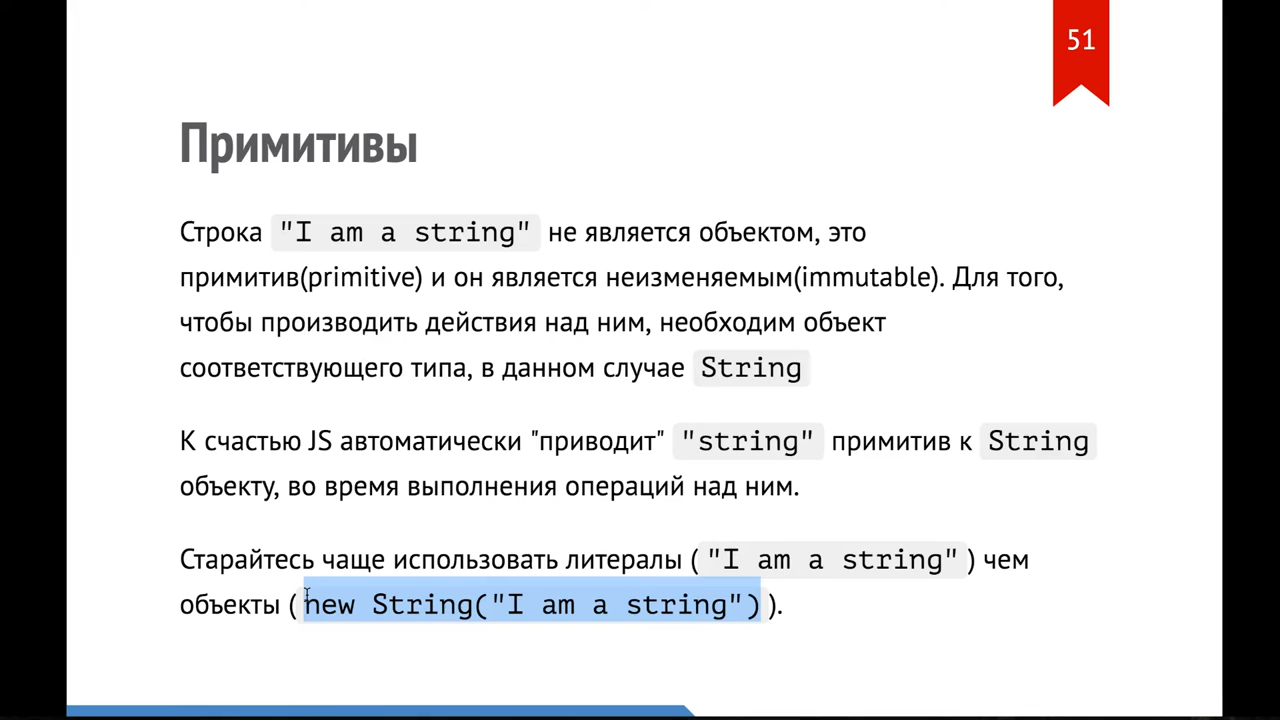 51
Примитивы
Строка "I am a string" не является объектом, это
примитив(primitive) и он является неизменяемым(immutable). Для того,
чтобы производить действия над ним, необходим объект
соответствующего типа, в данном случае String
К счастью JS автоматически "приводит" "string" примитив к String
объекту, во время выполнения операций над ним.
Старайтесь чаще использовать литералы ("I am a string") чем
объекты (new String("I am a string")).